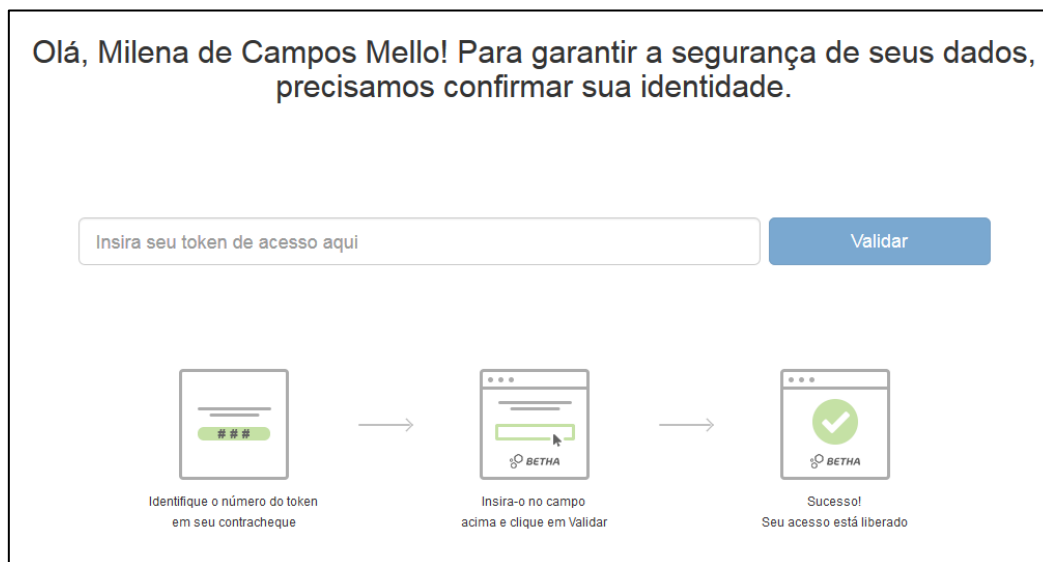 Olá, Milena de Campos Mello! Para garantir a segurança de seus dados,
precisamos confirmar sua identidade.
Insira seu token de acesso aqui
Validar
###
BETHA
BETHA
Identifique o número do token
em seu contracheque
Insira-o no campo
acima e clique em Validar
Sucesso!
Seu acesso está liberado